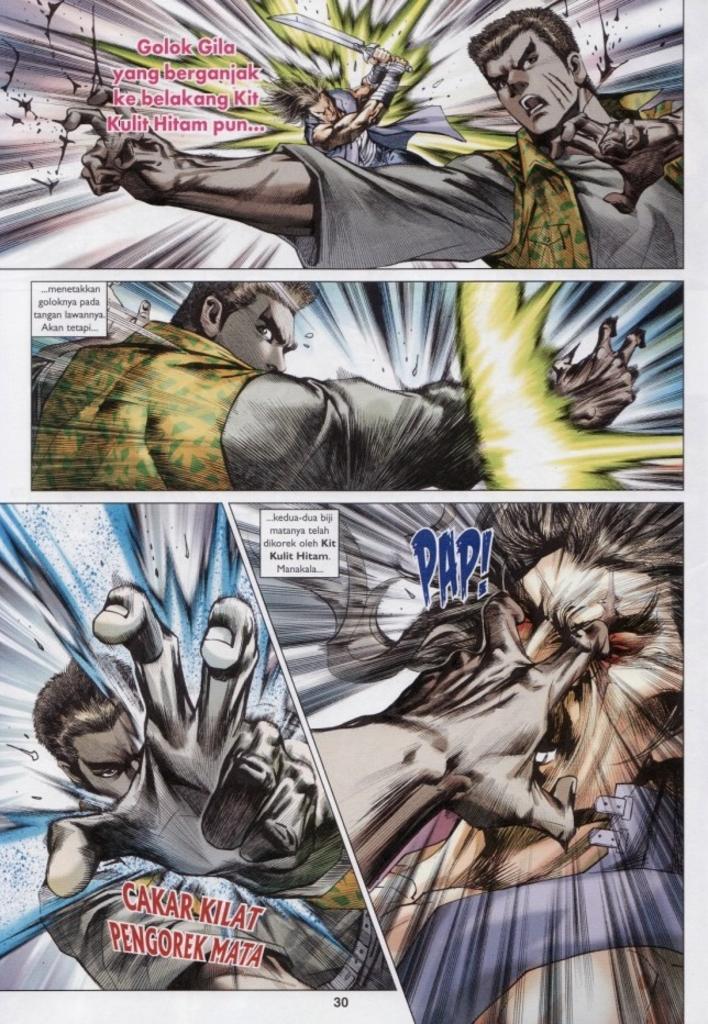 Golok Gila
yang berganjak
ke belakang Kit
Kulit Hitam pun...
...menetakkan
goloknya pada
tangan lawannya.
Akan tetapi...
...kedua-dua biji
matanya telah
dikorek oleh Kit
Kulit Hitam.
Manakala...
PAP!
CAKAR KILAT
PENGOREK MATA
30